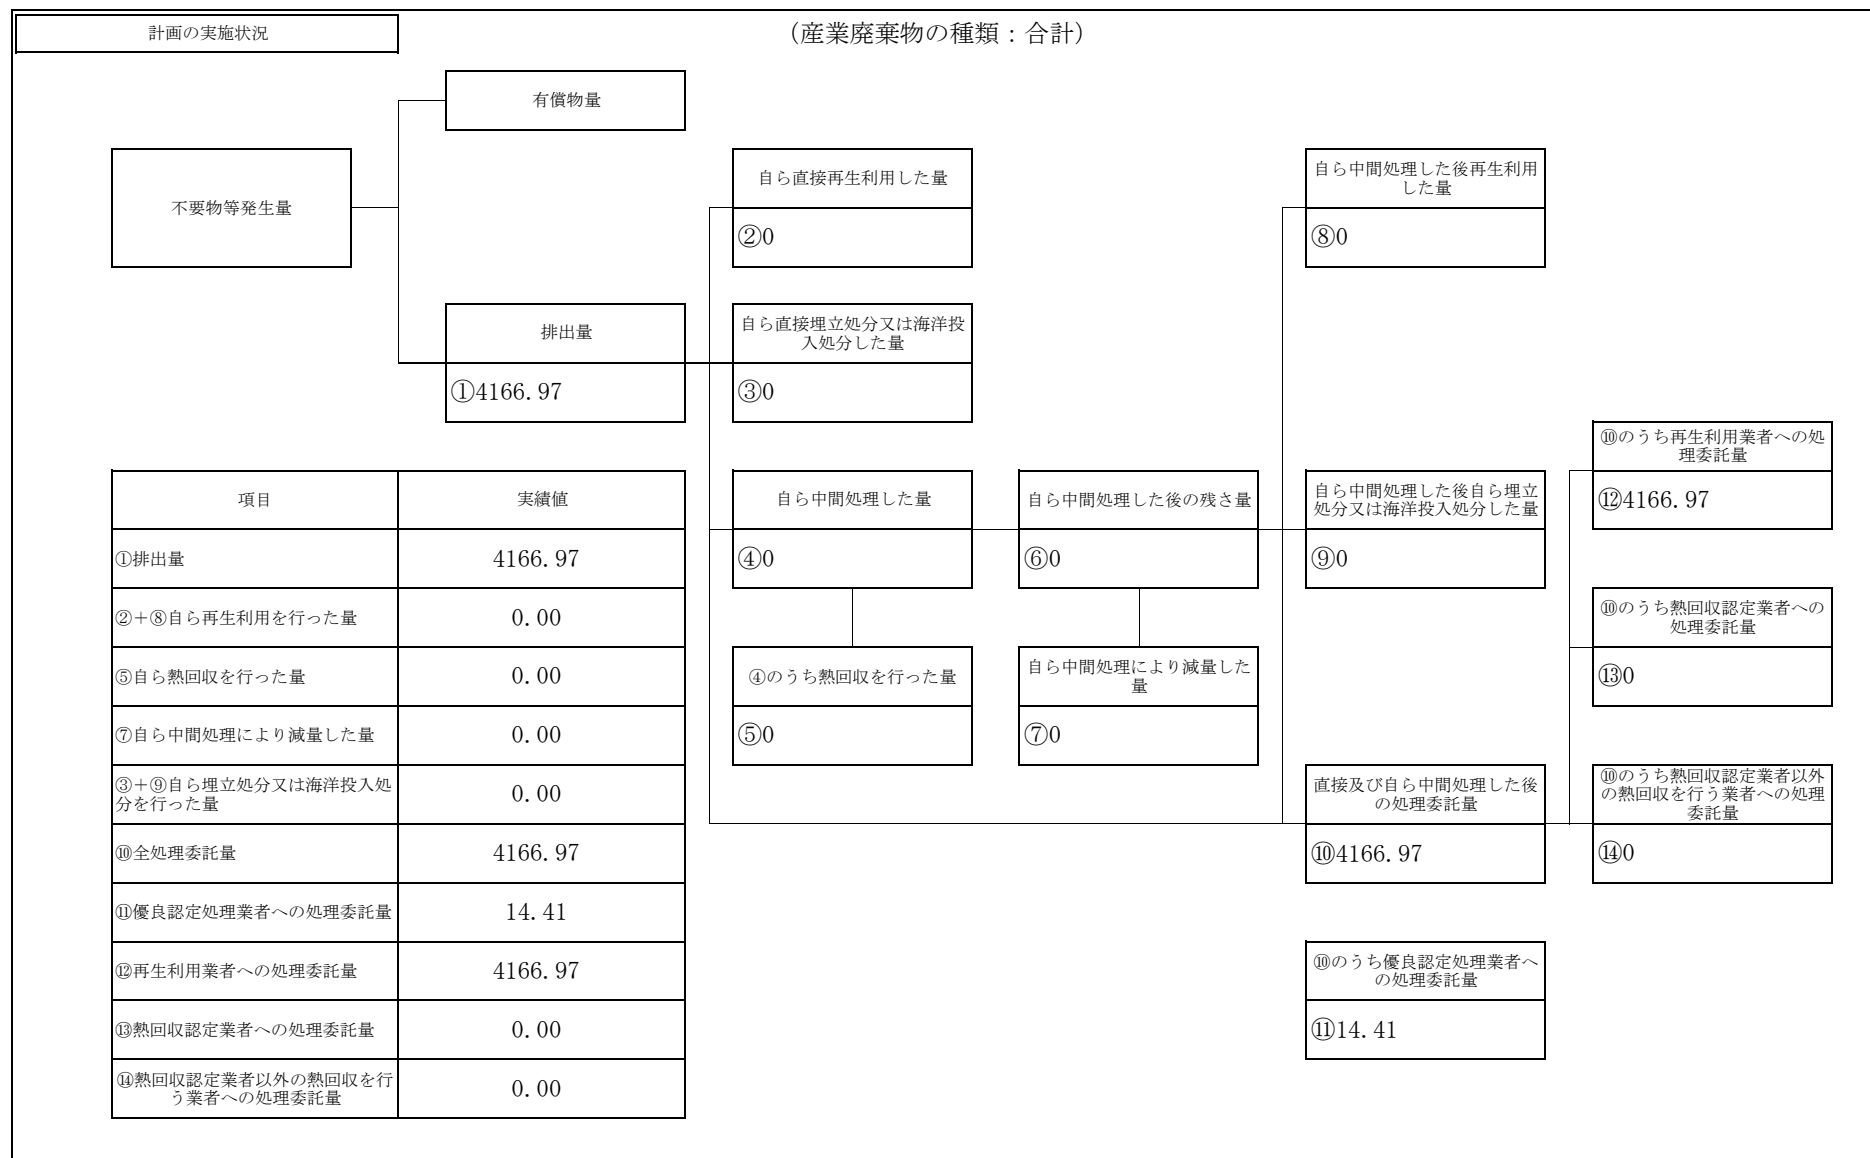 計画の実施状況
（産業廃棄物の種類：合計）
有償物量
不要物等発生量
自ら直接再生利用した量
②0
自ら中間処理した後再生利用
した量
⑧0
排出量
①4166.97
自ら直接埋立処分又は海洋投
入処分した量
③0
⑩のうち再生利用業者への処
理委託量
⑫4166.97
自ら中間処理した量
④0
自ら中間処理した後の残さ量
⑥0
自ら中間処理した後自ら埋立
処分又は海洋投入処分した量
⑨0
⑩のうち熱回収認定業者への
処理委託量
⑬0
④のうち熱回収を行った量
⑤0
自ら中間処理により減量した
量
⑦0
直接及び自ら中間処理した後
の処理委託量
⑩4166.97
⑩のうち熱回収認定業者以外
の熱回収を行う業者への処理
委託量
⑭0
⑩のうち優良認定処理業者へ
の処理委託量
⑪14.41
項目 実績値
①排出量 4166.97
②＋⑧自ら再生利用を行った量 0.00
⑤自ら熱回収を行った量 0.00
⑦自ら中間処理により減量した量 0.00
③＋⑨自ら埋立処分又は海洋投入処
分を行った量 0.00
⑩全処理委託量 4166.97
⑪優良認定処理業者への処理委託量 14.41
⑫再生利用業者への処理委託量 4166.97
⑬熱回収認定業者への処理委託量 0.00
⑭熱回収認定業者以外の熱回収を行
う業者への処理委託量 0.00